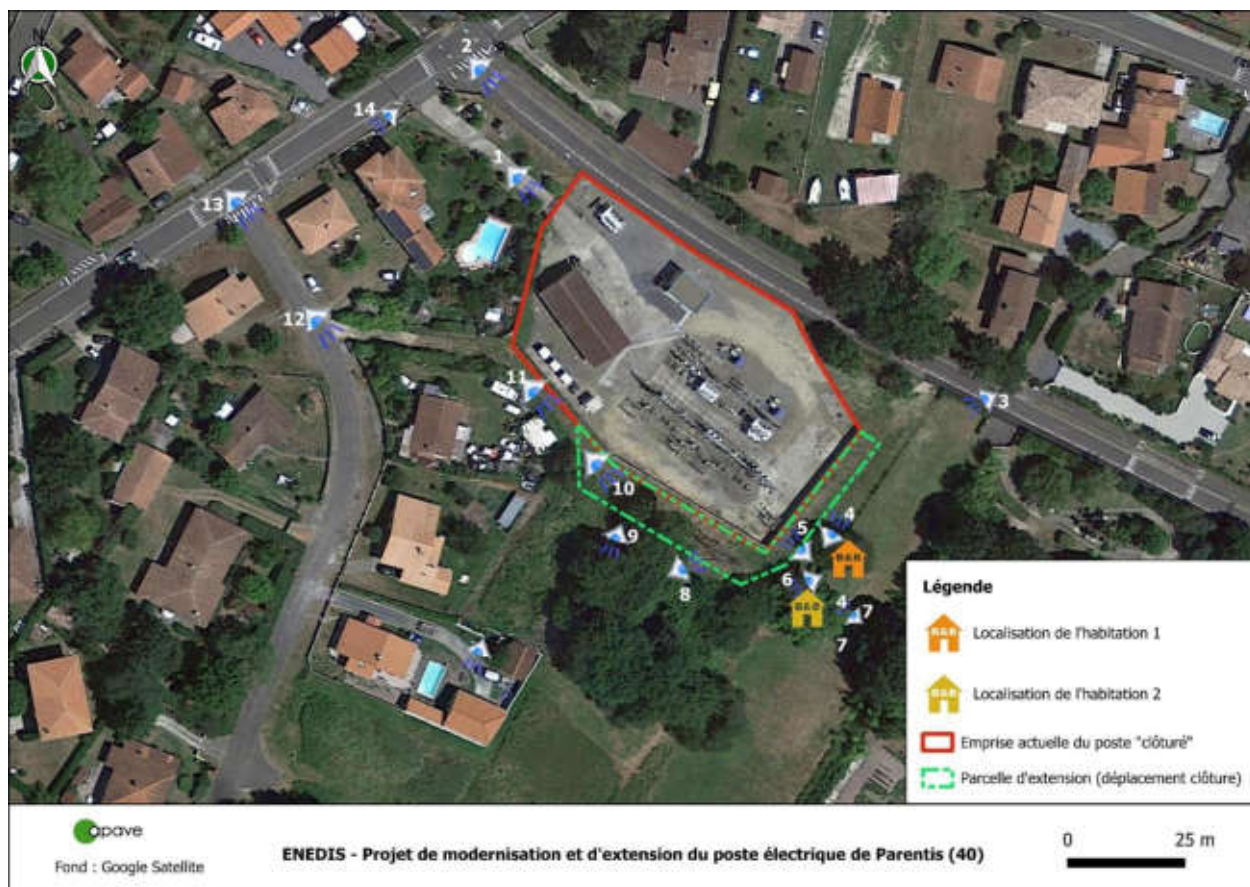 N
2
14
1
13
12
3
11
10
5
4
9
6
8
4
7
7
Légende
Localisation de l'habitation 1
Localisation de l'habitation 2
Emprise actuelle du poste "clôturé"
Parcelle d'extension (déplacement clôture)
apave
Fond : Google Satellite
ENEDIS - Projet de modernisation et d'extension du poste électrique de Parentis (40)
0 25 m